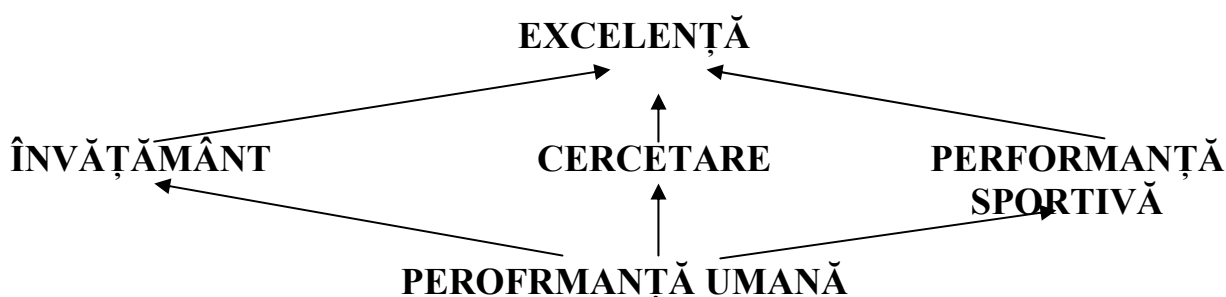 EXCELENȚĂ
ÎNVĂȚĂMÂNT CERCETARE PERFORMANȚĂ
SPORTIVĂ
PEROFRMANȚĂ UMANĂ